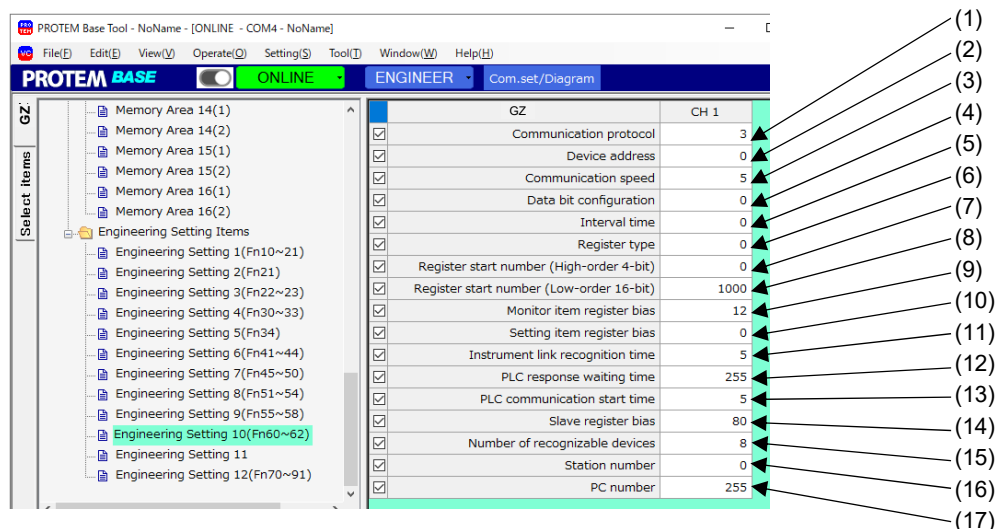 PROTEM Base Tool - NoName - [ONLINE - COM4 - NoName]
File(F) Edit(E) View(V) Operate(O) Setting(S) Tool(T) Window(W) Help(H)
PROTEM BASE ONLINE ENGINEER Com.set/Diagram
GZ:
Select items
Memory Area 14(1)
Memory Area 14(2)
Memory Area 15(1)
Memory Area 15(2)
Memory Area 16(1)
Memory Area 16(2)
Engineering Setting Items
Engineering Setting 1(Fn10~21)
Engineering Setting 2(Fn21)
Engineering Setting 3(Fn22~23)
Engineering Setting 4(Fn30~33)
Engineering Setting 5(Fn34)
Engineering Setting 6(Fn41~44)
Engineering Setting 7(Fn45~50)
Engineering Setting 8(Fn51~54)
Engineering Setting 9(Fn55~58)
Engineering Setting 10(Fn60~62)
Engineering Setting 11
Engineering Setting 12(Fn70~91)
GZ CH 1
Communication protocol 3 (1)
Device address 0 (2)
Communication speed 5 (3)
Data bit configuration 0 (4)
Interval time 0 (5)
Register type 0 (6)
Register start number (High-order 4-bit) 0 (7)
Register start number (Low-order 16-bit) 1000 (8)
Monitor item register bias 12 (9)
Setting item register bias 0 (10)
Instrument link recognition time 5 (11)
PLC response waiting time 255 (12)
PLC communication start time 5 (13)
Slave register bias 80 (14)
Number of recognizable devices 8 (15)
Station number 0 (16)
PC number 255 (17)